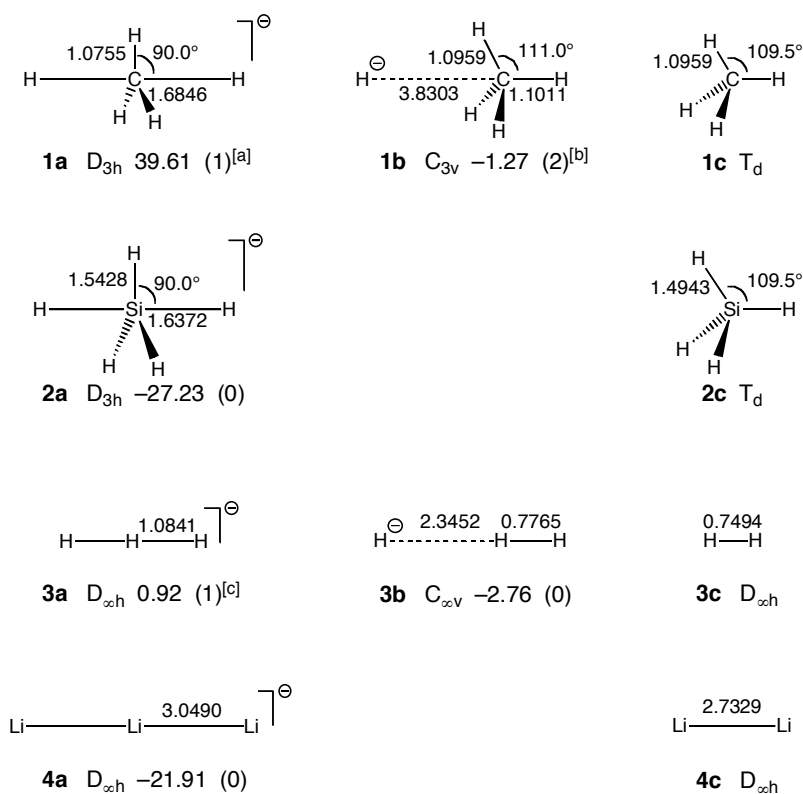 ⊖
H
1.0755 90.0°
H C H
1.6846
H H
1a D3h 39.61 (1)[a]
H
1.0959 111.0°
⊖
H C H
3.8303 1.1011
H H
1b C3v –1.27 (2)[b]
H
1.0959 109.5°
C H
H H
1c Td
⊖
H
1.5428 90.0°
H Si H
1.6372
H H
2a D3h –27.23 (0)
H
1.4943 109.5°
Si H
H H
2c Td
⊖
1.0841
H H H
3a D∞h 0.92 (1)[c]
⊖ 2.3452 0.7765
H H H
3b C∞v –2.76 (0)
0.7494
H H
3c D∞h
⊖
3.0490
Li Li Li
4a D∞h –21.91 (0)
2.7329
Li Li
4c D∞h